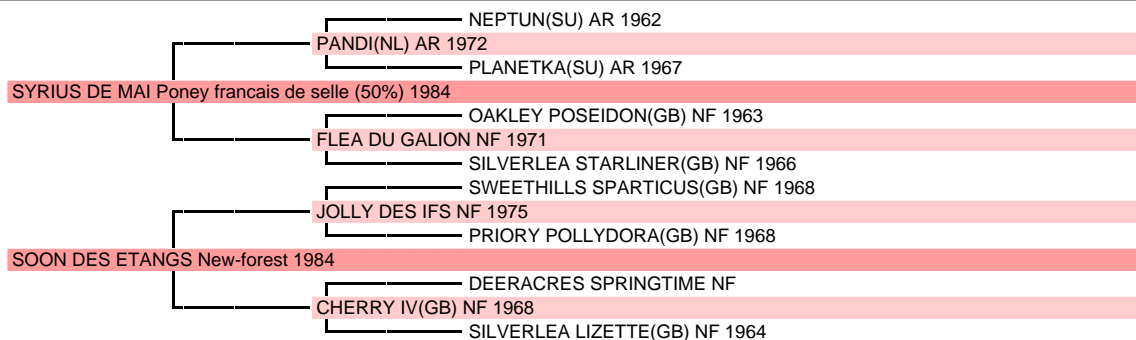 NEPTUN(SU) AR 1962
PANDI(NL) AR 1972
PLANETKA(SU) AR 1967
SYRIUS DE MAI Poney francais de selle (50%) 1984
OAKLEY POSEIDON(GB) NF 1963
FLEA DU GALION NF 1971
SILVERLEA STARLINER(GB) NF 1966
SWEETHILLS SPARTICUS(GB) NF 1968
JOLLY DES IFS NF 1975
PRIORY POLLYDORA(GB) NF 1968
SOON DES ETANGS New-forest 1984
DEERACRES SPRINGTIME NF
CHERRY IV(GB) NF 1968
SILVERLEA LIZETTE(GB) NF 1964